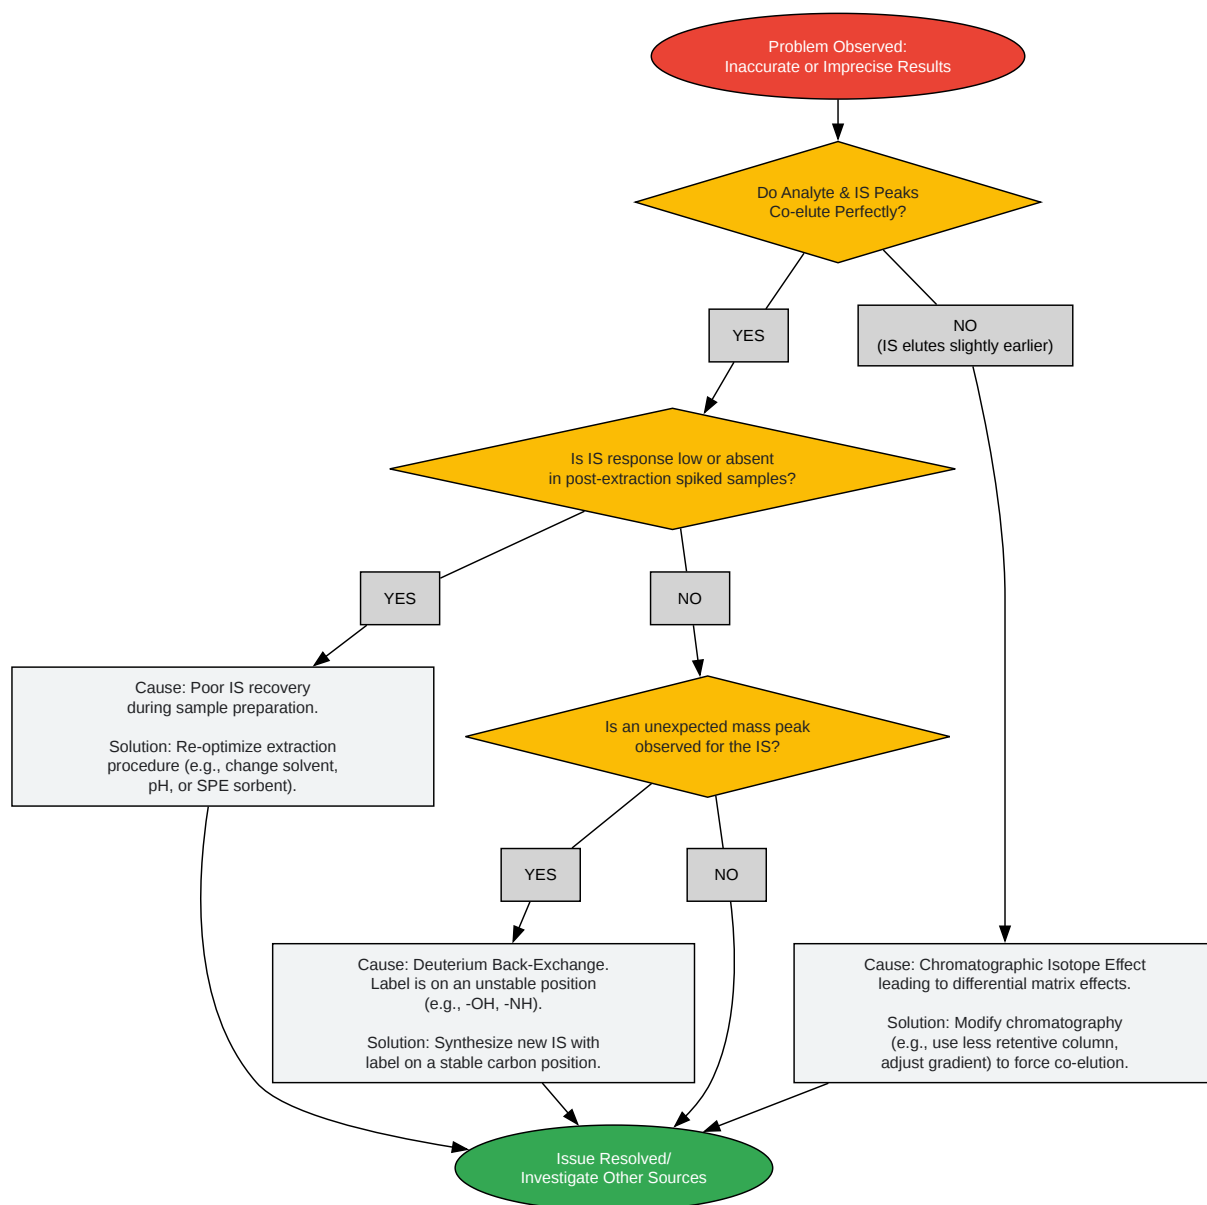 Problem Observed:
Inaccurate or Imprecise Results
Do Analyte & IS Peaks
Co-elute Perfectly?
YES
NO
(IS elutes slightly earlier)
Is IS response low or absent
in post-extraction spiked samples?
YES
NO
Cause: Poor IS recovery
during sample preparation.
Solution: Re-optimize extraction
procedure (e.g., change solvent,
pH, or SPE sorbent).
Is an unexpected mass peak
observed for the IS?
YES
NO
Cause: Deuterium Back-Exchange.
Label is on an unstable position
(e.g., -OH, -NH).
Solution: Synthesize new IS with
label on a stable carbon position.
Cause: Chromatographic Isotope Effect
leading to differential matrix effects.
Solution: Modify chromatography
(e.g., use less retentive column,
adjust gradient) to force co-elution.
Issue Resolved/
Investigate Other Sources